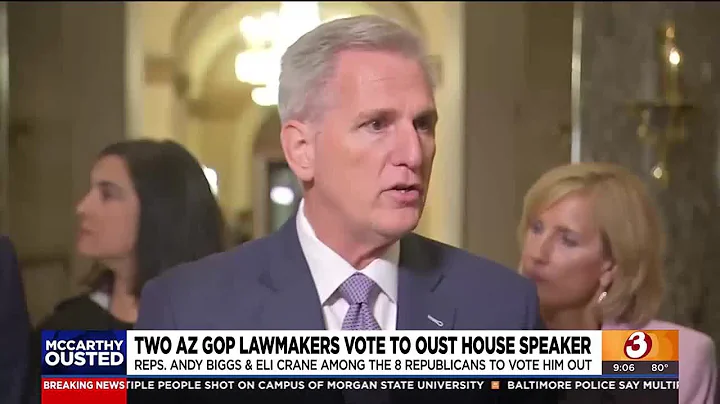 MCCARTHY
OUSTED
TWO AZ GOP LAWMAKERS VOTE TO OUST HOUSE SPEAKER
REPS. ANDY BIGGS & ELI CRANE AMONG THE 8 REPUBLICANS TO VOTE HIM OUT
3
9:06 80°
BREAKING NEWS TIPLE PEOPLE SHOT ON CAMPUS OF MORGAN STATE UNIVERSITY BALTIMORE POLICE SAY MULTIP